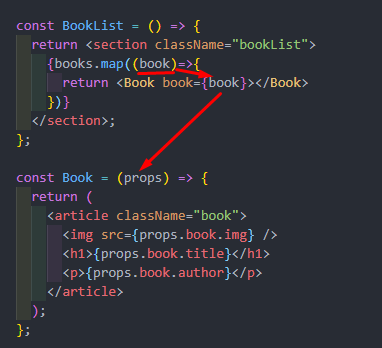 const BookList = () => {
return <section className="bookList">
{books.map((book)=>{
return <Book book={book}></Book>
})}
</section>;
};
const Book = (props) => {
return (
<article className="book">
<img src={props.book.img} />
<h1>{props.book.title}</h1>
<p>{props.book.author}</p>
</article>
);
};